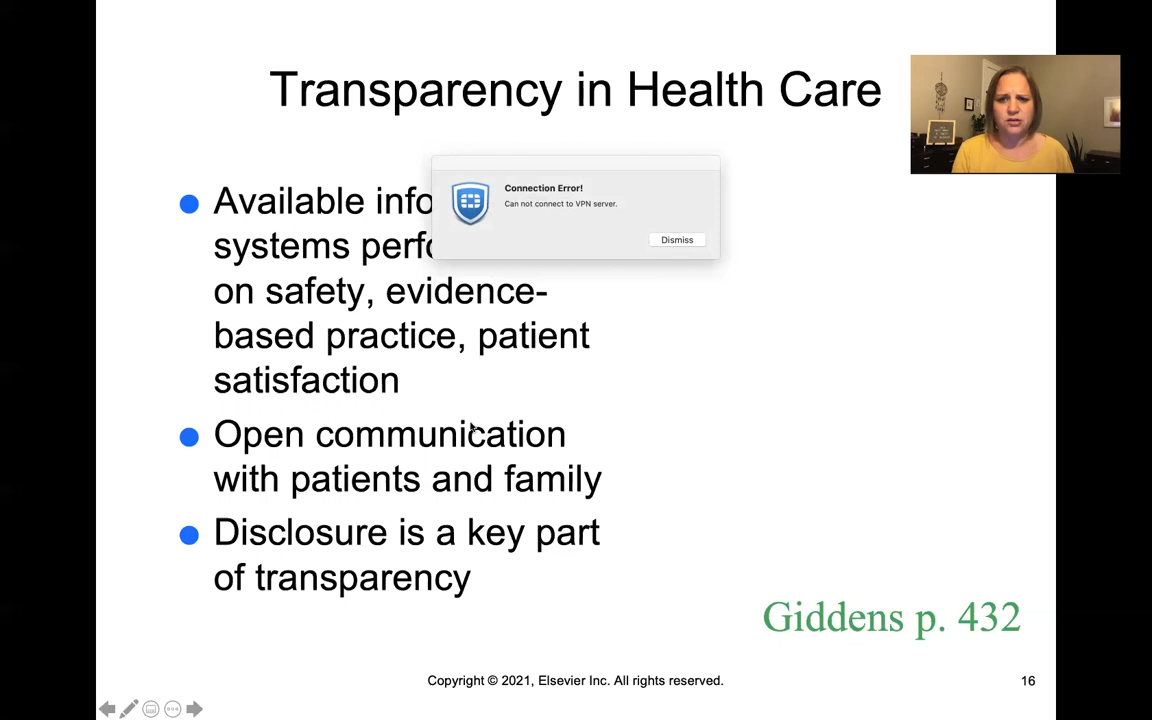 Transparency in Health Care
Available info
systems perfo
on safety, evidence-
based practice, patient
satisfaction
Open communication
with patients and family
Disclosure is a key part
of transparency
Connection Error!
Can not connect to VPN server.
Dismiss
Giddens p. 432
Copyright © 2021, Elsevier Inc. All rights reserved.
16